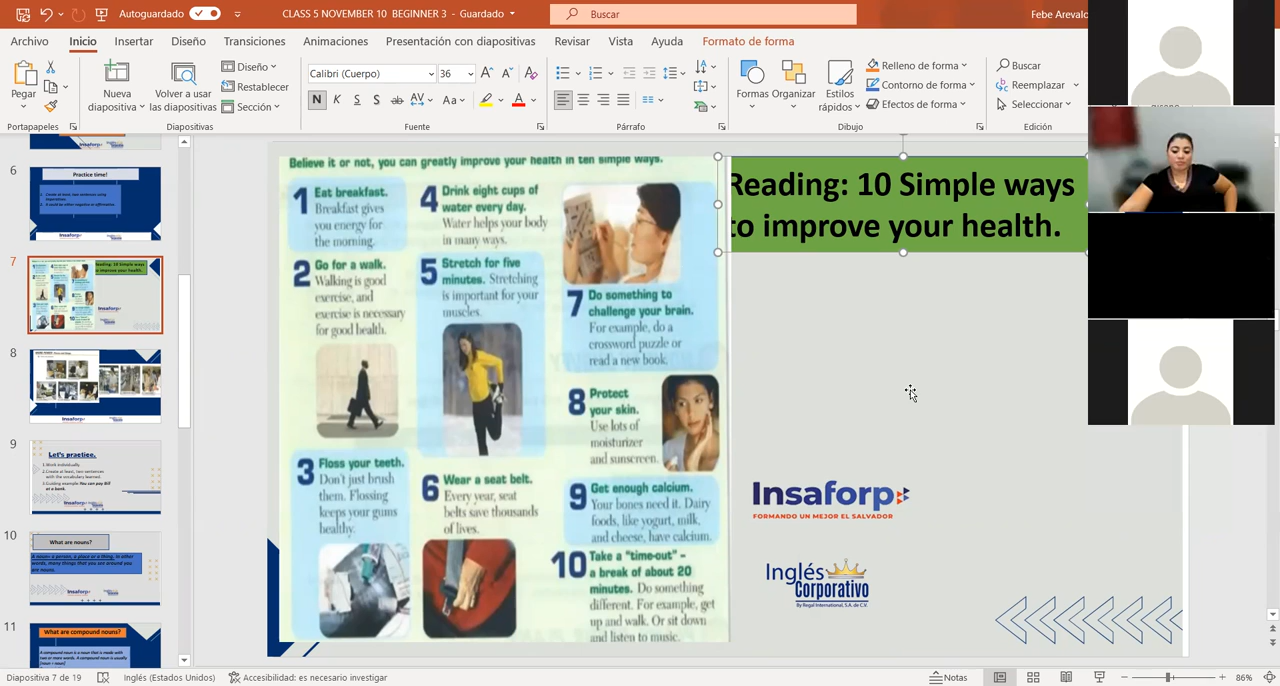 Autoguardado
CLASS 5 NOVEMBER 10 BEGINNER 3 - Guardado
Buscar
Febe Arevalo
Archivo
Inicio
Insertar
Diseño
Transiciones
Animaciones
Presentación con diapositivas
Revisar
Vista
Ayuda
Formato de forma
Pegar
Nueva
diapositiva
Volver a usar
las diapositivas
Diseño
Restablecer
Sección
Calibri (Cuerpo)
36
N K S S ab AV Aa A
Formas
Organizar
Estilos
rápidos
Relleno de forma
Contorno de forma
Efectos de forma
Buscar
Reemplazar
Seleccionar
Portapapeles
Diapositivas
Fuente
Párrafo
Dibujo
Edición
6
Practice time!
7
8
9
Let's practice.
10
What are nouns?
11
What are compound nouns?
Believe it or not, you can greatly improve your health in ten simple ways.
1 Eat breakfast.
Breakfast gives
you energy for
the morning.
2 Go for a walk.
Walking is good
exercise, and
exercise is necessary
for good health.
3 Floss your teeth.
Don't just brush
them. Flossing
keeps your gums
healthy.
4 Drink eight cups of
water every day.
Water helps your body
in many ways.
5 Stretch for five
minutes. Stretching
is important for your
muscles.
6 Wear a seat belt.
Every year, seat
belts save thousands
of lives.
7 Do something to
challenge your brain.
For example, do a
crossword puzzle or
read a new book.
8 Protect
your skin.
Use lots of
moisturizer
and sunscreen.
9 Get enough calcium.
Your bones need it. Dairy
foods, like yogurt, milk,
and cheese, have calcium.
10 Take a "time-out" –
a break of about 20
minutes. Do something
different. For example, get
up and walk. Or sit down
and listen to music.
Reading: 10 Simple ways
to improve your health.
Insaforp
FORMANDO UN MEJOR EL SALVADOR
Inglés
Corporativo
By Regal International, S.A. de C.V.
Diapositiva 7 de 19
Inglés (Estados Unidos)
Accesibilidad: es necesario investigar
Notas
86%